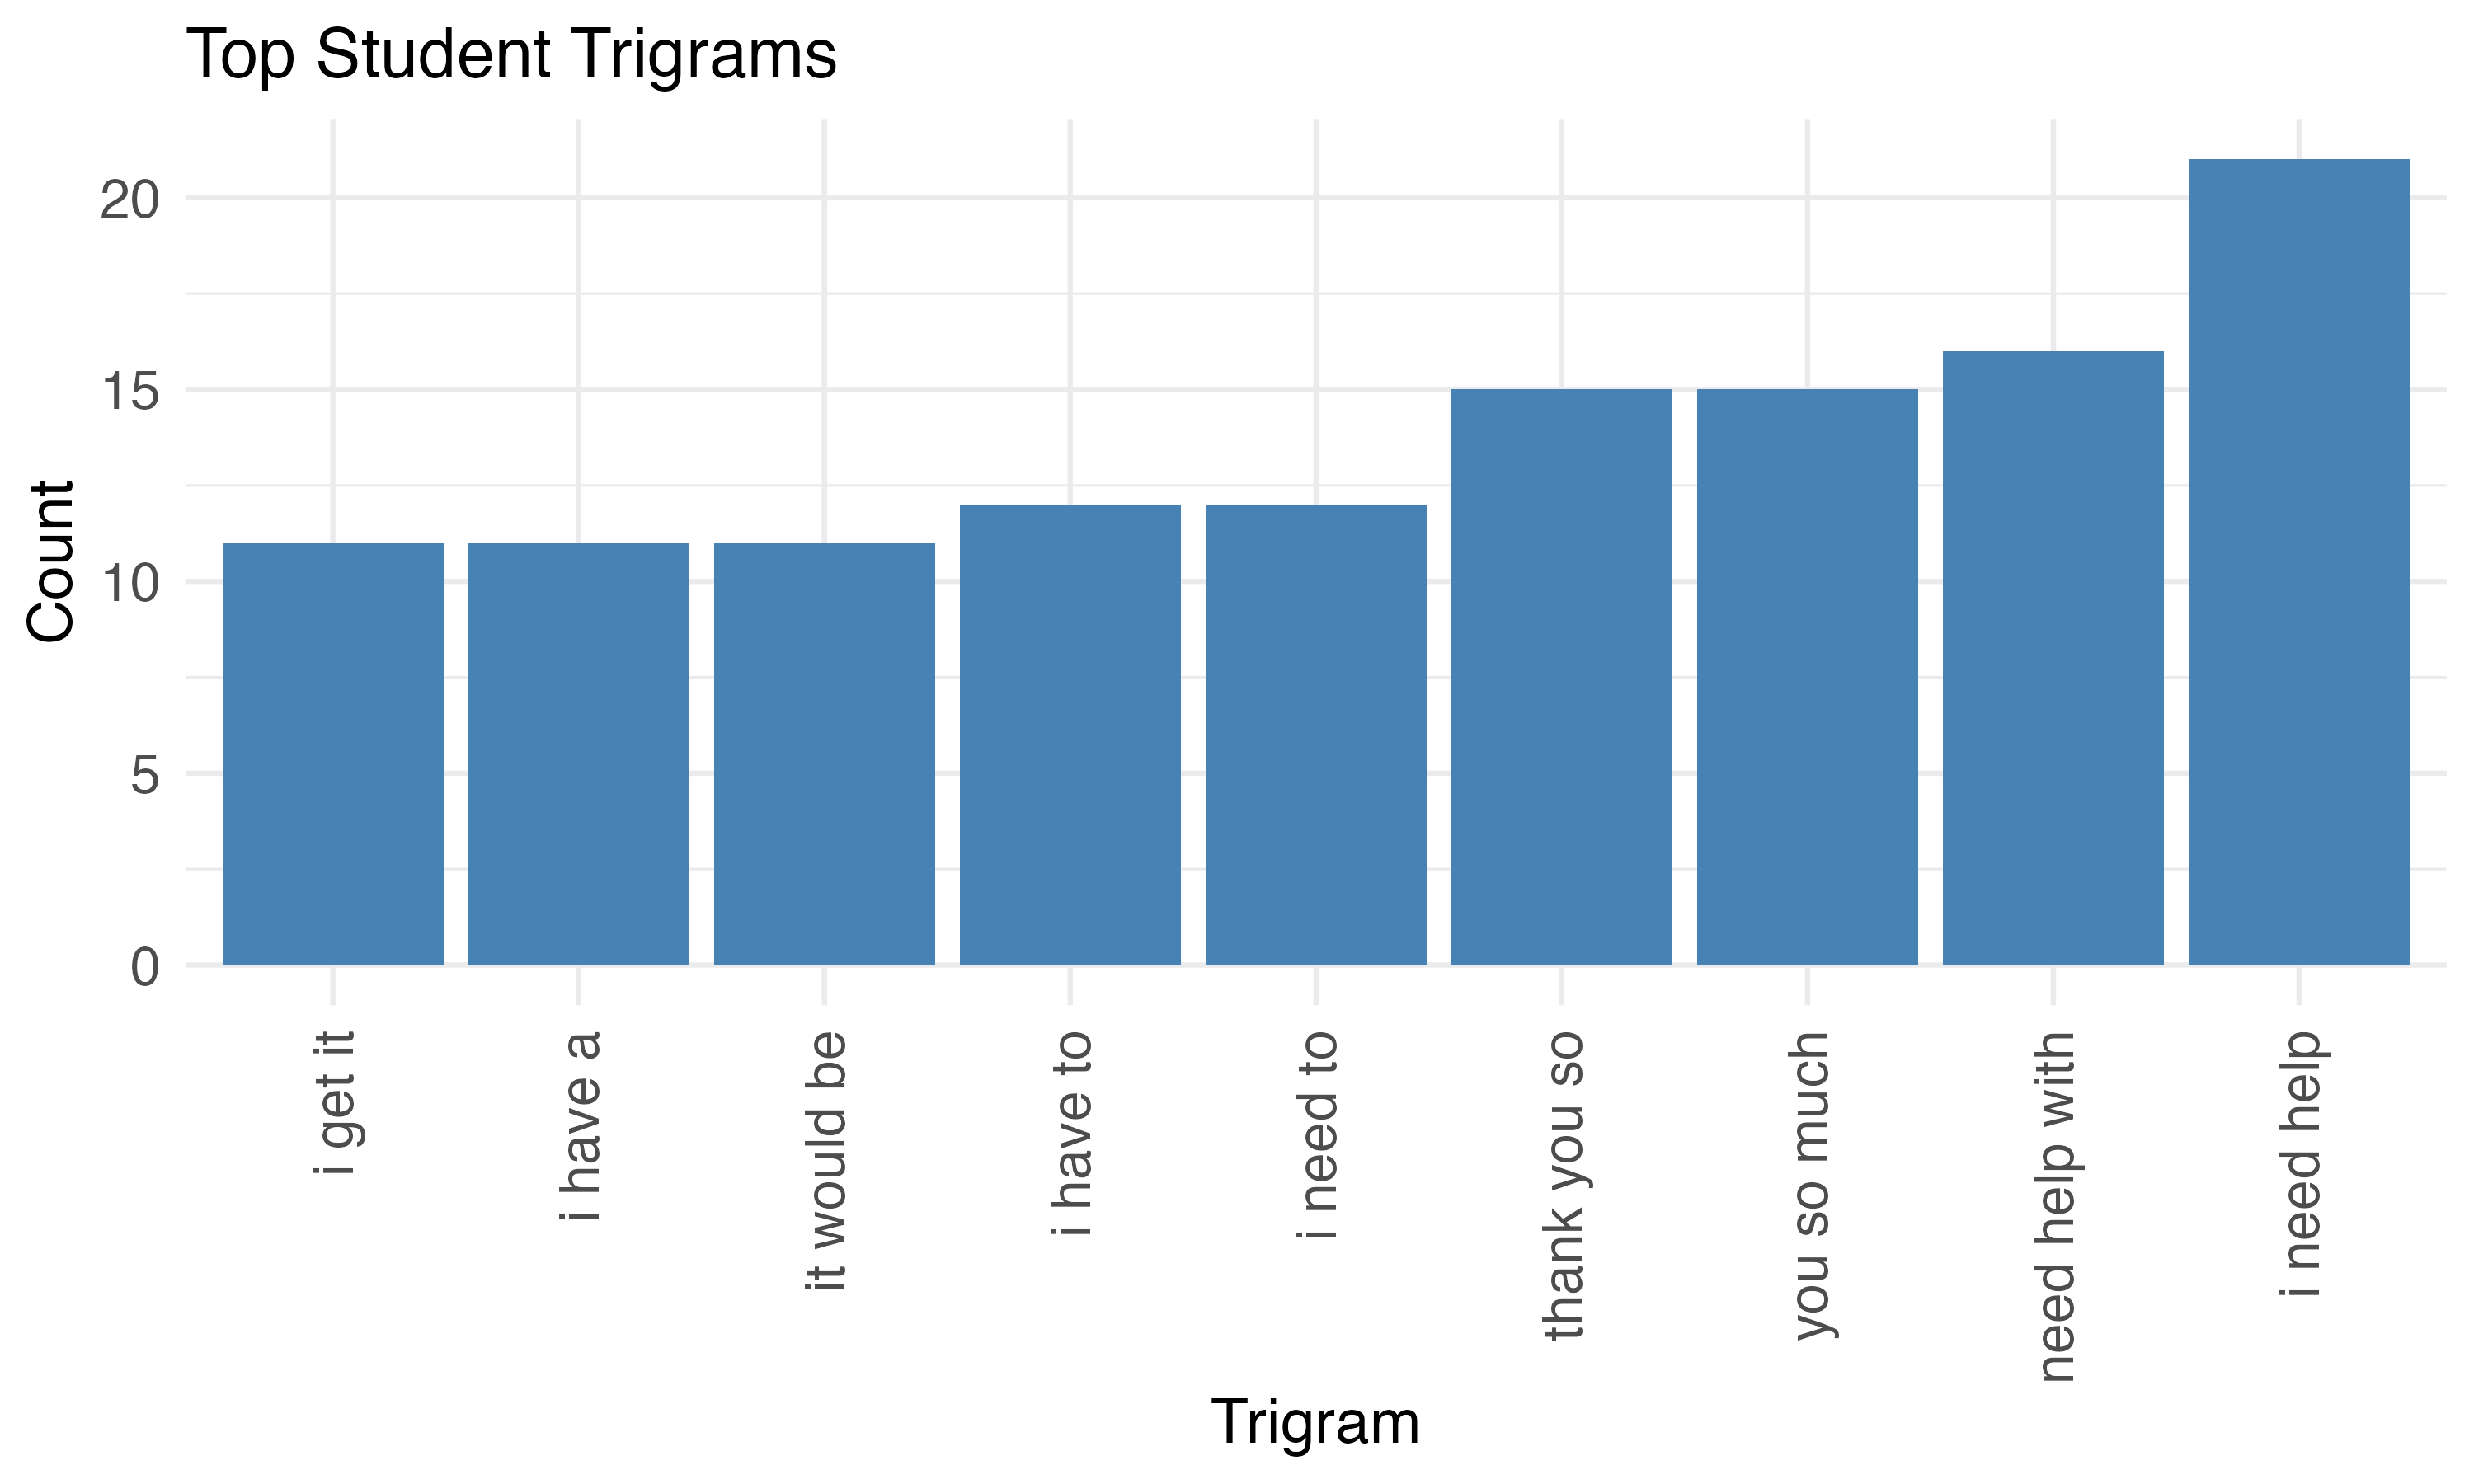 Top Student Trigrams
Count
20
15
10
5
0
i get it
i have a
it would be
i have to
i need to
thank you so
you so much
need help with
i need help
Trigram